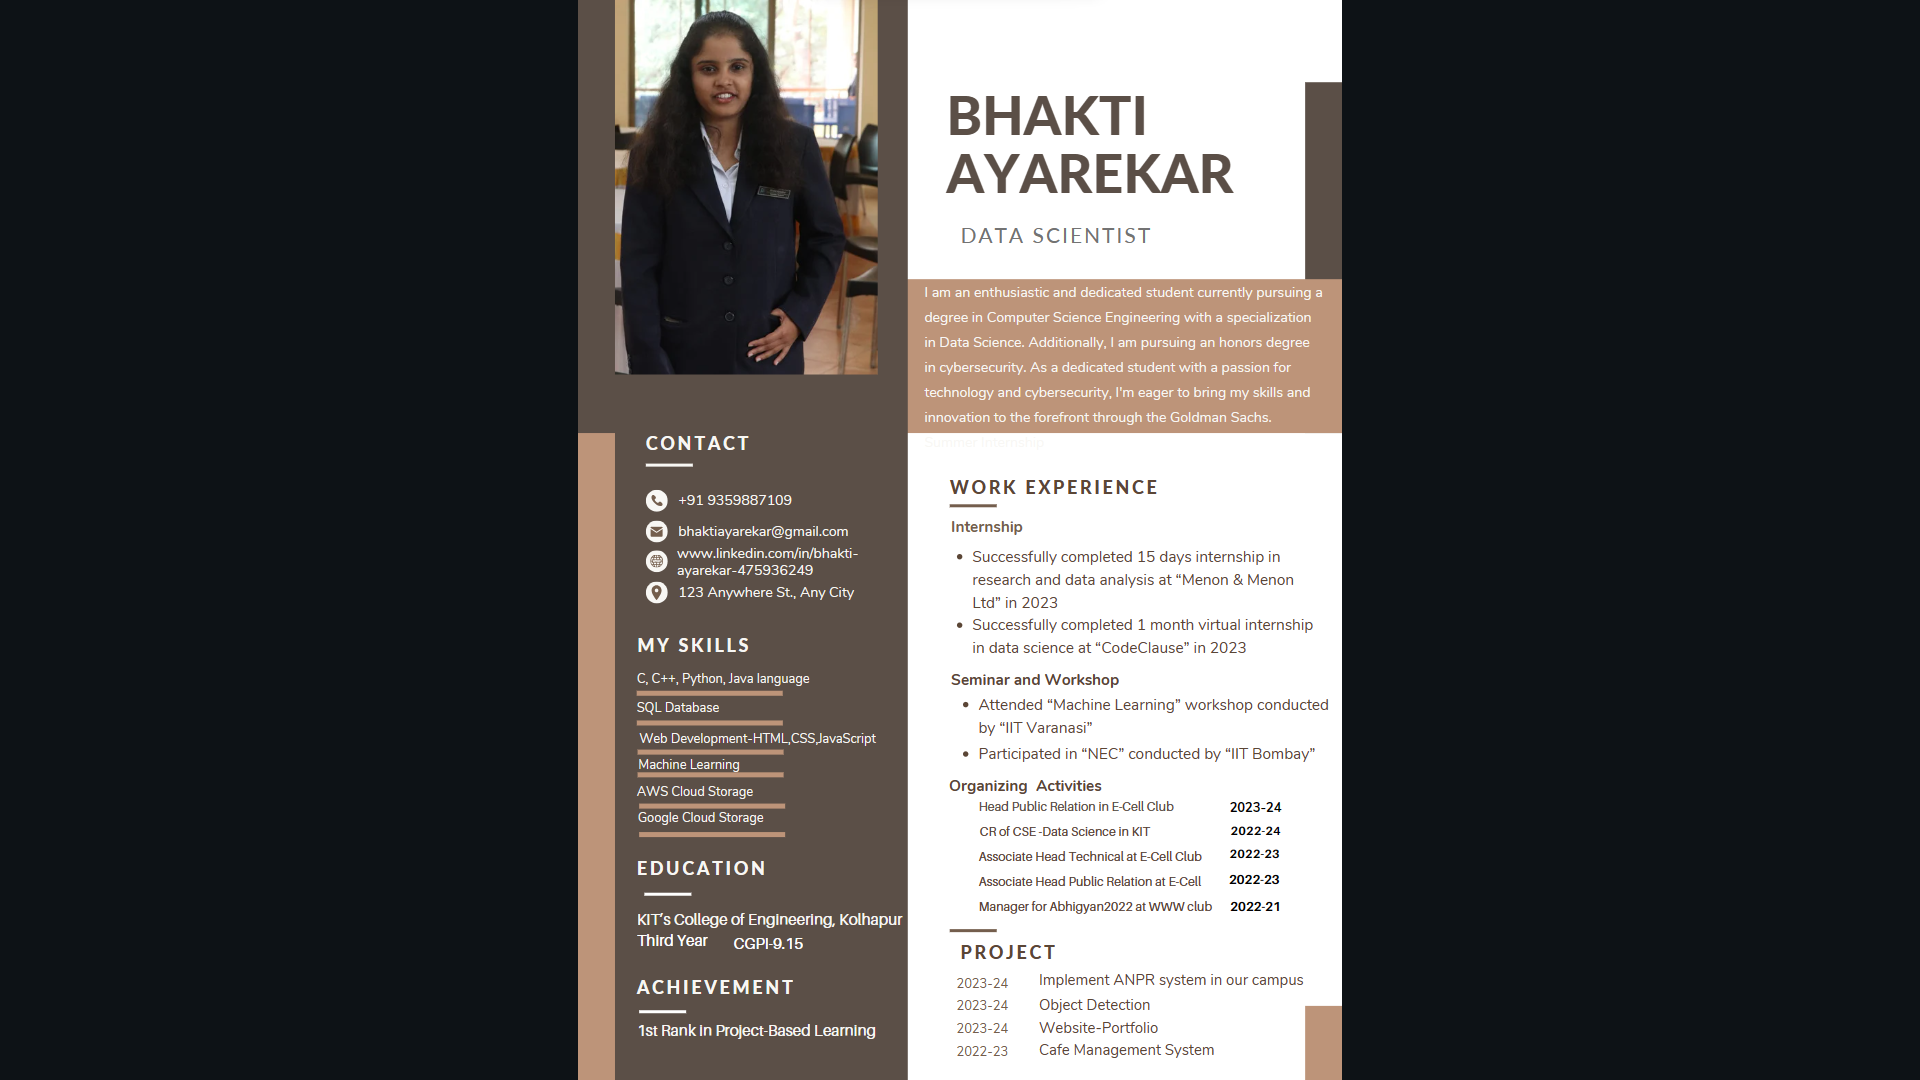 BHAKTI
AYAREKAR
DATA SCIENTIST
I am an enthusiastic and dedicated student currently pursuing a
degree in Computer Science Engineering with a specialization
in Data Science. Additionally, I am pursuing an honors degree
in cybersecurity. As a dedicated student with a passion for
technology and cybersecurity, I'm eager to bring my skills and
innovation to the forefront through the Goldman Sachs.
Summer Internship
CONTACT
+91 9359887109
bhaktiayarekar@gmail.com
www.linkedin.com/in/bhakti-
ayarekar-475936249
123 Anywhere St., Any City
MY SKILLS
C, C++, Python, Java language
SQL Database
Web Development-HTML,CSS,JavaScript
Machine Learning
AWS Cloud Storage
Google Cloud Storage
EDUCATION
KIT’s College of Engineering, Kolhapur
Third Year CGPI-9.15
ACHIEVEMENT
1st Rank in Project-Based Learning
WORK EXPERIENCE
Internship
• Successfully completed 15 days internship in
research and data analysis at “Menon & Menon
Ltd” in 2023
• Successfully completed 1 month virtual internship
in data science at “CodeClause” in 2023
Seminar and Workshop
• Attended “Machine Learning” workshop conducted
by “IIT Varanasi”
• Participated in “NEC” conducted by “IIT Bombay”
Organizing Activities
Head Public Relation in E-Cell Club 2023-24
CR of CSE -Data Science in KIT 2022-24
Associate Head Technical at E-Cell Club 2022-23
Associate Head Public Relation at E-Cell 2022-23
Manager for Abhigyan2022 at WWW club 2022-21
PROJECT
2023-24 Implement ANPR system in our campus
2023-24 Object Detection
2023-24 Website-Portfolio
2022-23 Cafe Management System